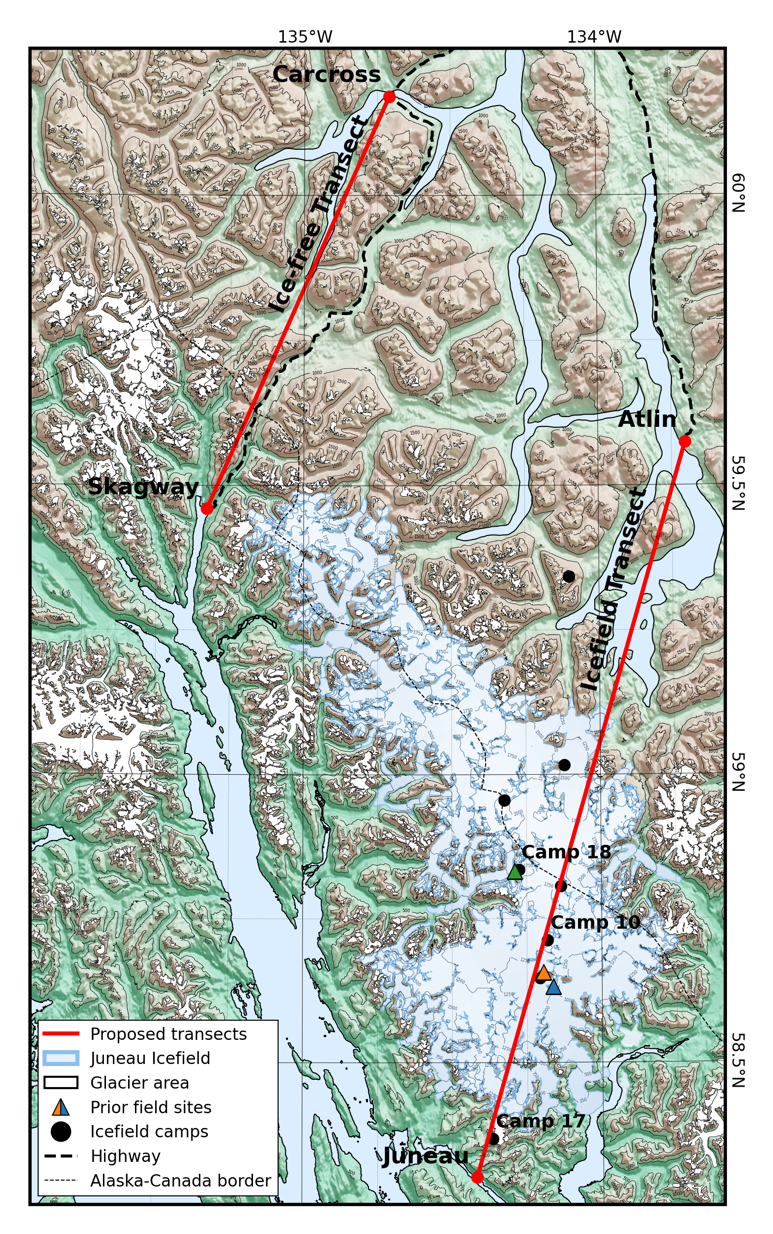 135°W
134°W
Carcross
Ice-free Transect
60°N
Atlin
59.5°N
Skagway
Icefield Transect
59°N
Camp 18
Camp 10
58.5°N
Camp 17
Juneau
Proposed transects
Juneau Icefield
Glacier area
Prior field sites
Icefield camps
Highway
Alaska-Canada border